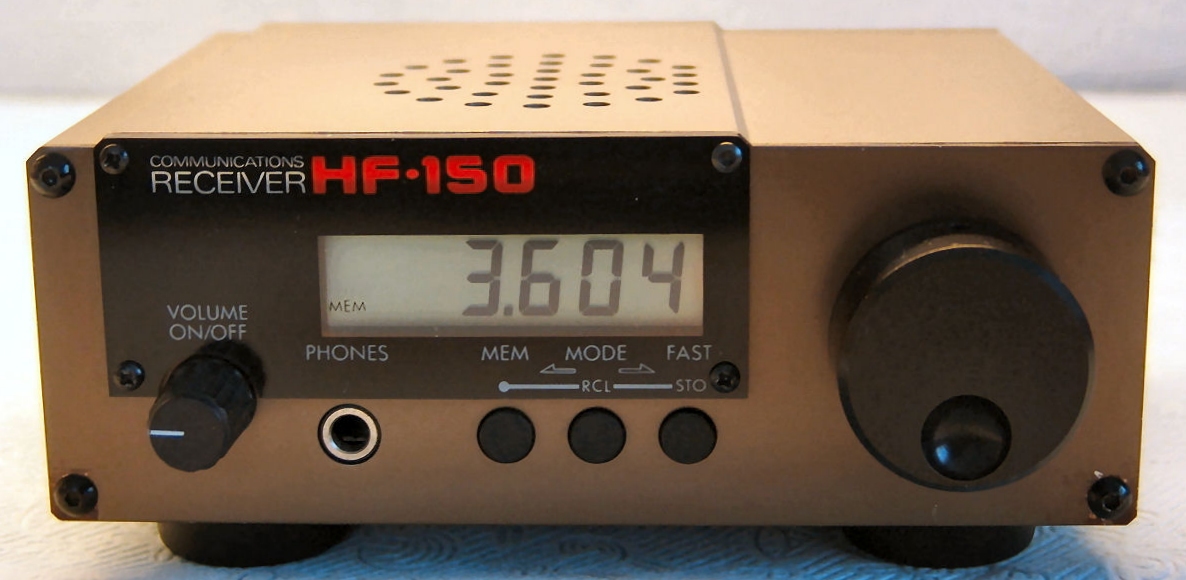 COMMUNICATIONS
RECEIVER HF·150
3.604
MEM
VOLUME
ON/OFF
PHONES
MEM MODE FAST
RCL STO